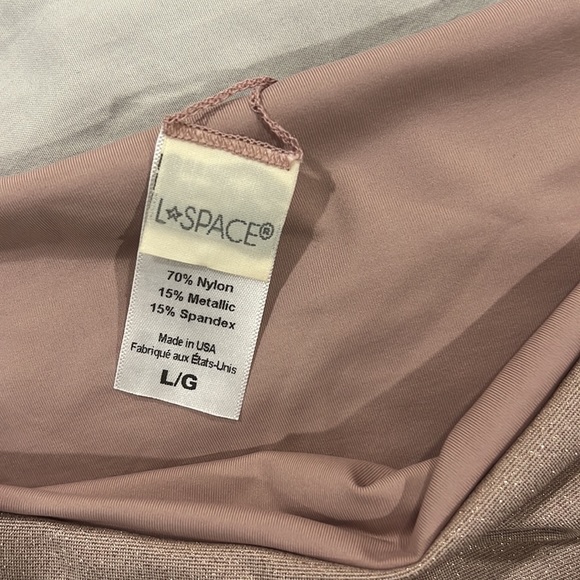 L☆SPACE®
70% Nylon
15% Metallic
15% Spandex
Made in USA
Fabriqué aux États-Unis
L/G